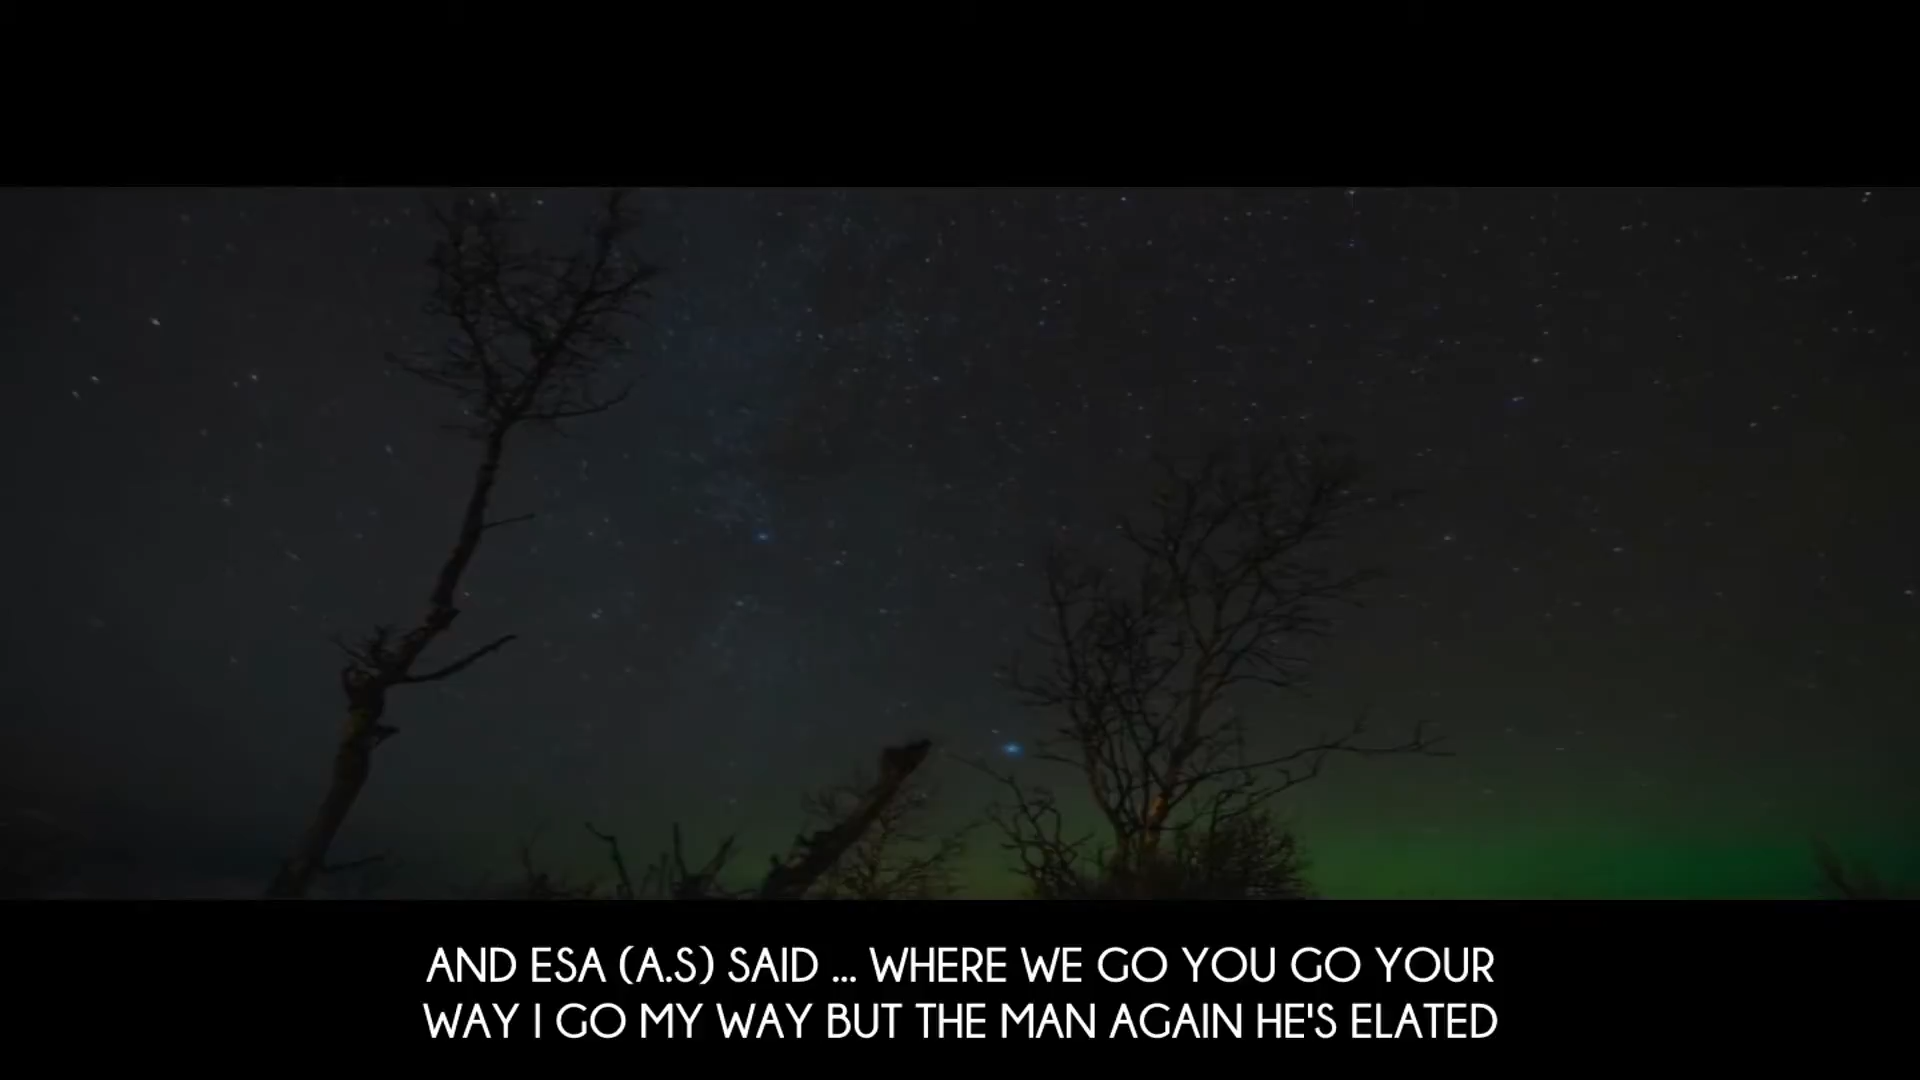 AND ESA (A.S) SAID ... WHERE WE GO YOU GO YOUR
WAY I GO MY WAY BUT THE MAN AGAIN HE'S ELATED